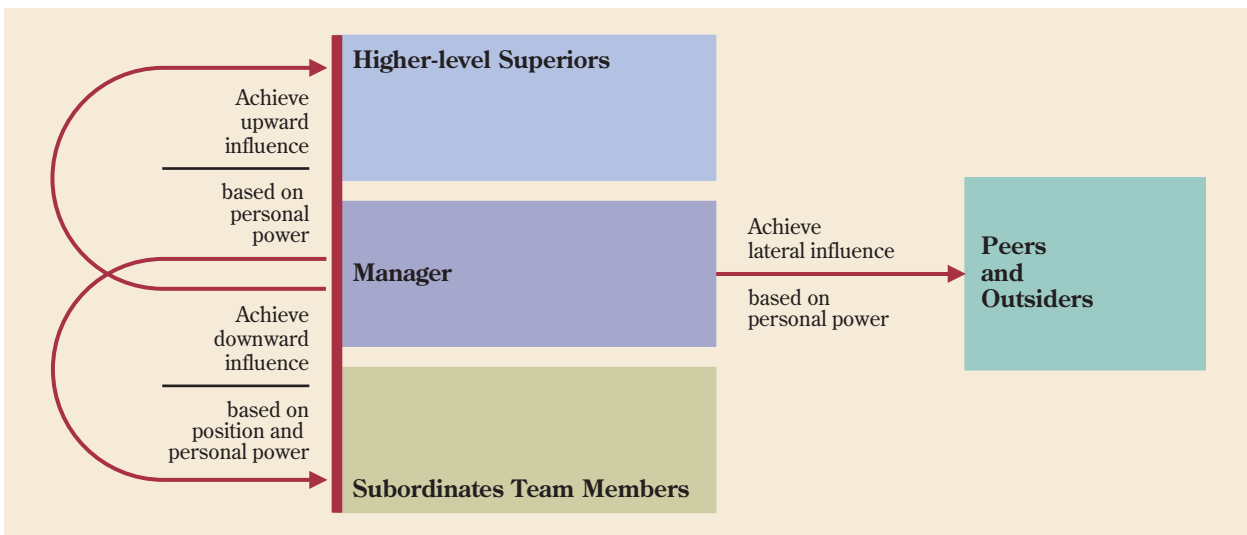 Higher-level Superiors
Achieve
upward
influence
based on
personal
power
Manager
Achieve
lateral influence
based on
personal power
Peers
and
Outsiders
Achieve
downward
influence
based on
position and
personal power
Subordinates Team Members